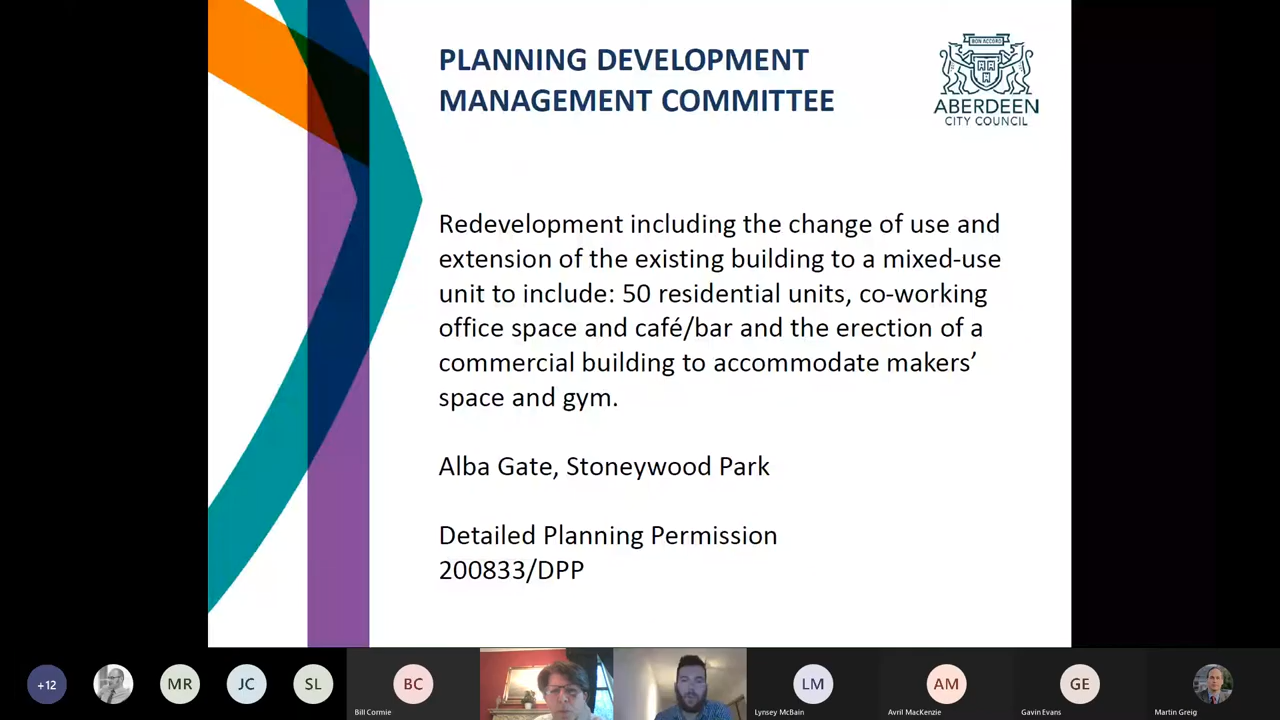 PLANNING DEVELOPMENT
MANAGEMENT COMMITTEE
BON ACCORD
ABERDEEN
CITY COUNCIL
Redevelopment including the change of use and
extension of the existing building to a mixed-use
unit to include: 50 residential units, co-working
office space and café/bar and the erection of a
commercial building to accommodate makers’
space and gym.
Alba Gate, Stoneywood Park
Detailed Planning Permission
200833/DPP
+12
MR
JC
SL
BC
LM
AM
GE
Bill Cormie
Lynsey McBain
Avril MacKenzie
Gavin Evans
Martin Greig